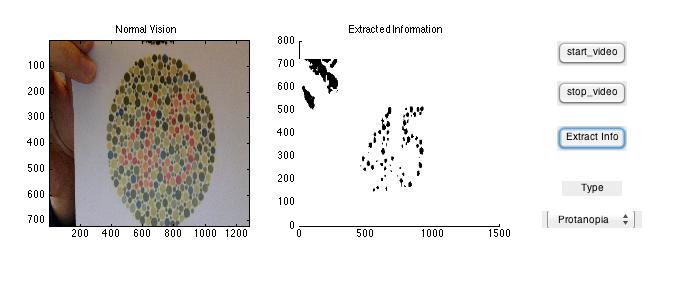 Normal Vision
100
200
300
400
500
600
700
200 400 600 800 1000 1200
Extracted Information
800
700
600
500
400
300
200
100
0
0 500 1000 1500
start_video
stop_video
Extract Info
Type
Protanopia